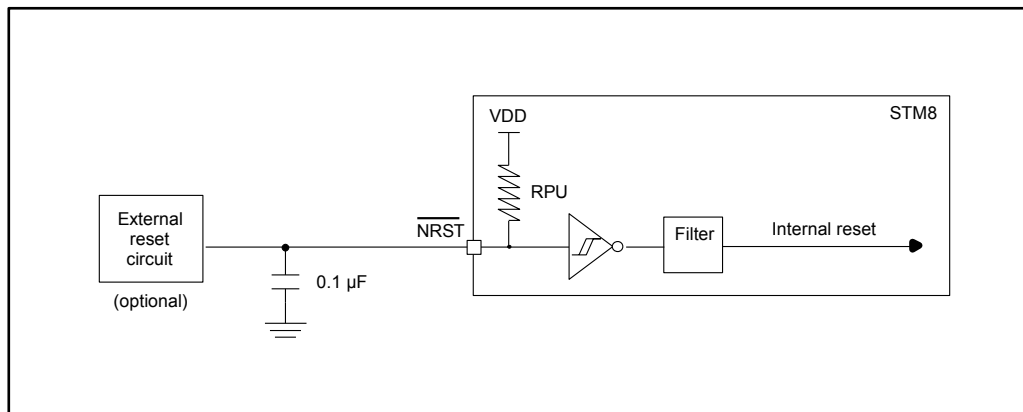 STM8
VDD
RPU
External
reset
circuit
(optional)
NRST
Filter
Internal reset
0.1 µF